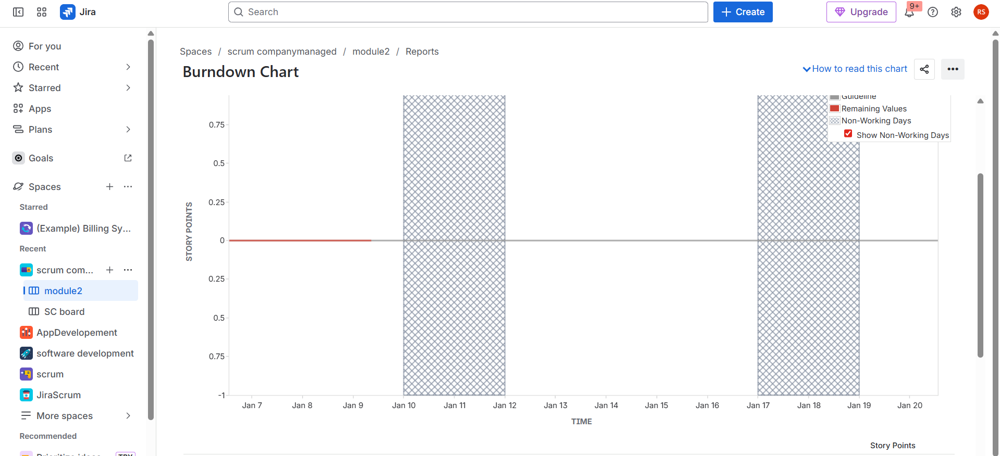 Jira
Search
Create
Upgrade
9+
RS
For you
Recent
Starred
Apps
Plans
Goals
Spaces
Starred
(Example) Billing Sy...
Recent
scrum com...
module2
SC board
AppDevelopement
software development
scrum
JiraScrum
More spaces
Recommended
Prioritize ideas
TRY
Spaces / scrum companymanaged / module2 / Reports
Burndown Chart
How to read this chart
Guideline
Remaining Values
Non-Working Days
Show Non-Working Days
STORY POINTS
0.75
0.5
0.25
0
0.25
0.5
0.75
-1
Jan 7 Jan 8 Jan 9 Jan 10 Jan 11 Jan 12 Jan 13 Jan 14 Jan 15 Jan 16 Jan 17 Jan 18 Jan 19 Jan 20
TIME
Story Points